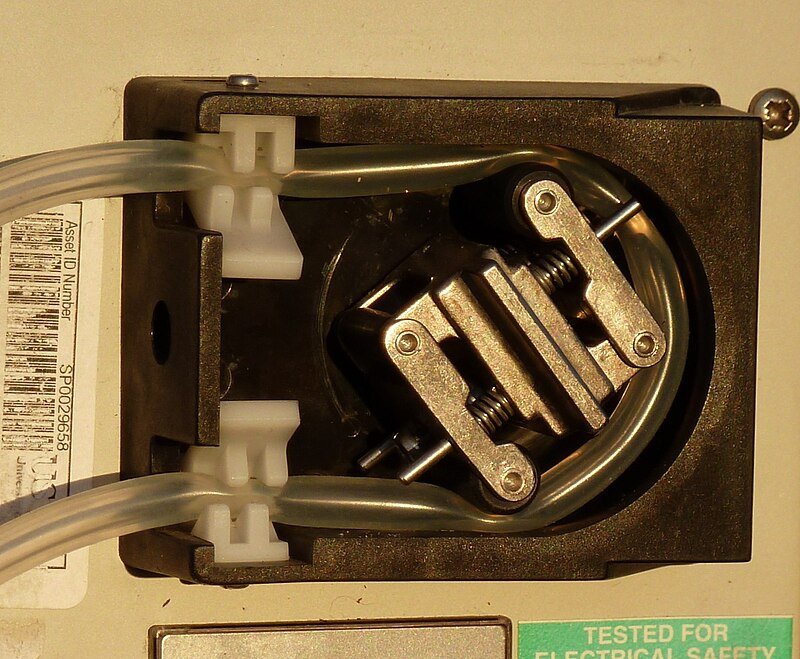 Asset ID Number
SP0029658
TESTED FOR
ELECTRICAL SAFETY